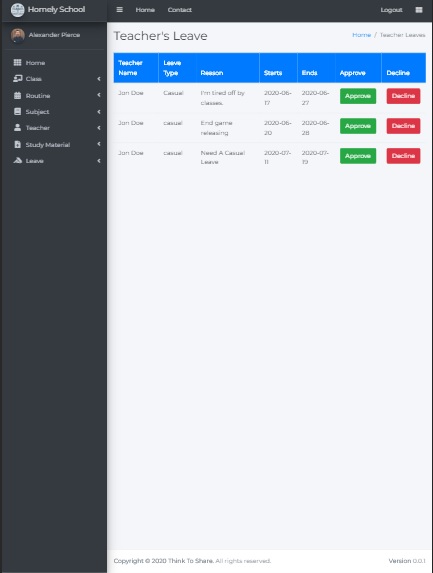 Homely School
Home Contact Logout
Alexander Pierce
Home
Class
Routine
Subject
Teacher
Study Material
Leave
Teacher's Leave
Home / Teacher Leaves
Teacher Name Leave Type Reason Starts Ends Approve Decline
Jon Doe Casual I'm tired off by classes. 2020-06-17 2020-06-27 Approve Decline
Jon Doe casual End game releasing 2020-06-20 2020-06-28 Approve Decline
Jon Doe casual Need A Casual Leave 2020-07-11 2020-07-19 Approve Decline
Copyright © 2020 Think To Share. All rights reserved. Version 0.0.1